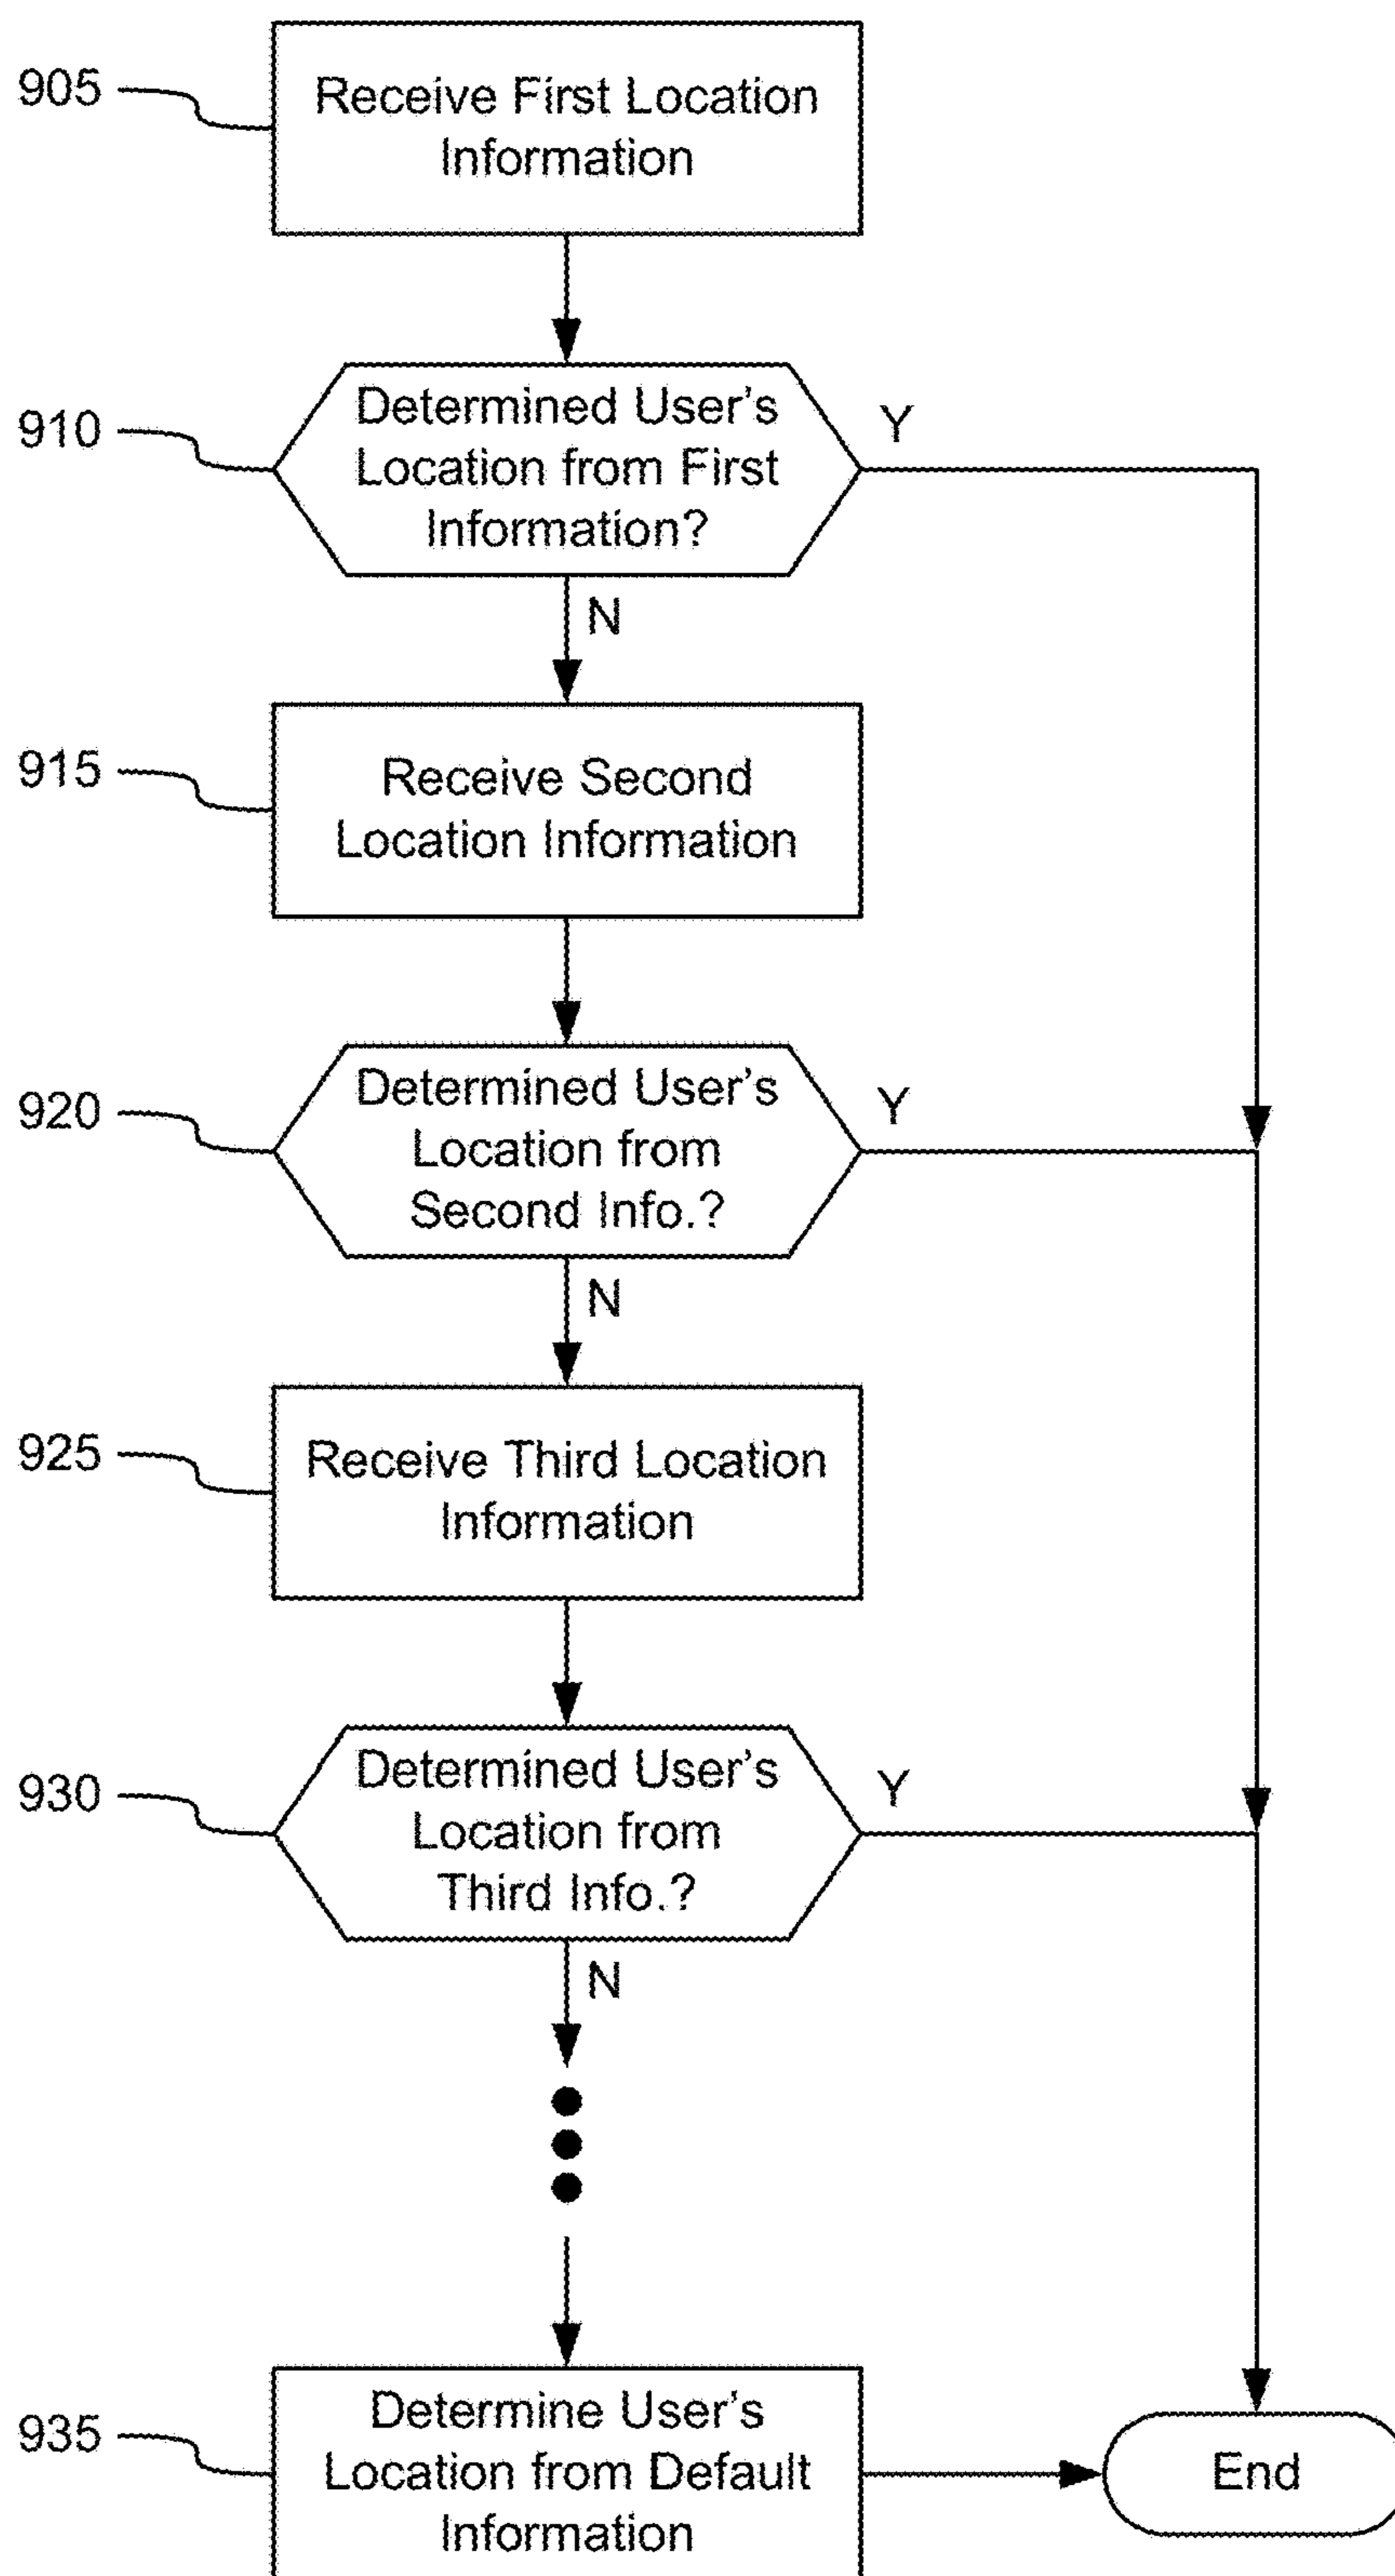 905
Receive First Location
Information
910
Determined User's
Location from First
Information?
Y
N
915
Receive Second
Location Information
920
Determined User's
Location from
Second Info.?
Y
N
925
Receive Third Location
Information
930
Determined User's
Location from
Third Info.?
Y
N
935
Determine User's
Location from Default
Information
End